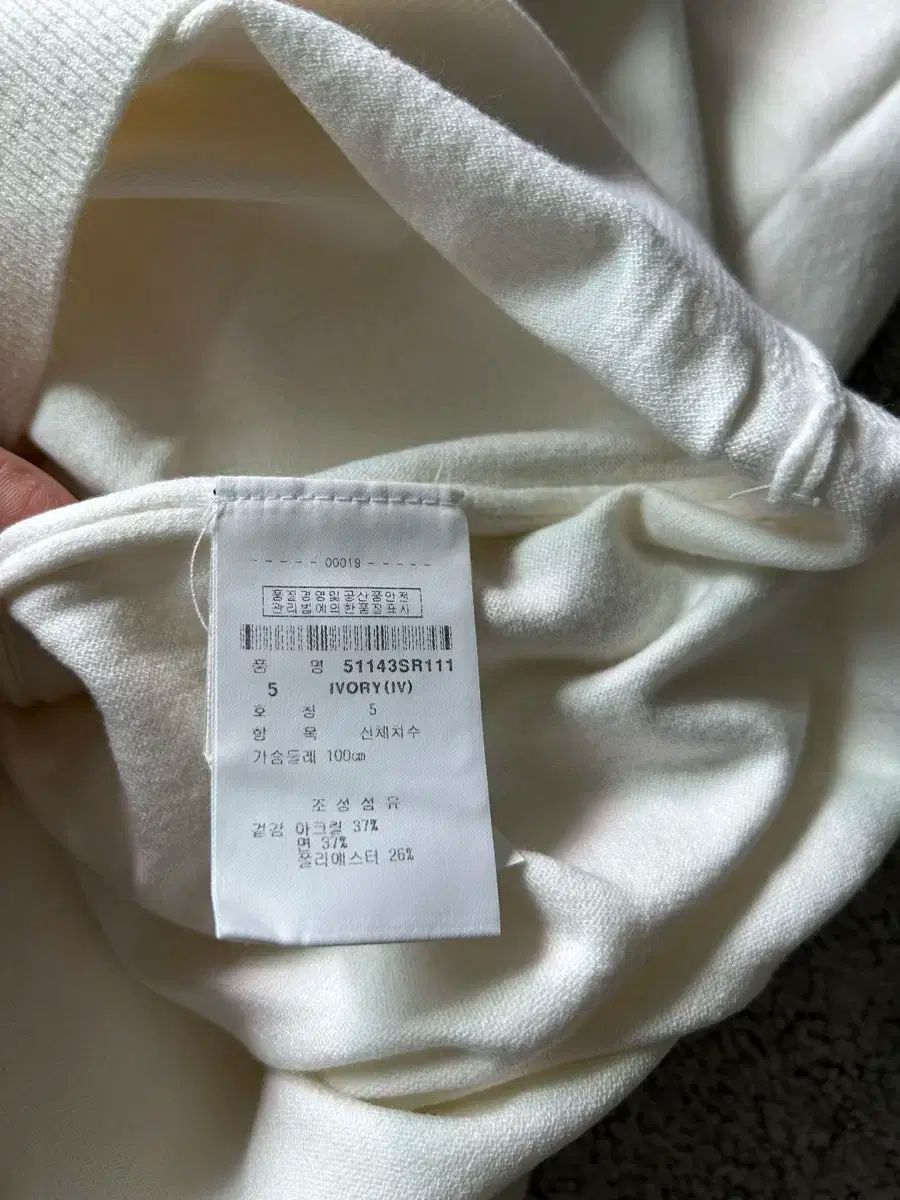 - - - - - 00019 - - - - -
품질경영및공산품안전
관리법에의한품질표시
품 명 51143SR111
5 IVORY(IV)
호 칭 5
항 목 신체치수
가슴둘레 100cm
조 성 섬 유
겉감 아크릴 37%
면 37%
폴리에스터 26%